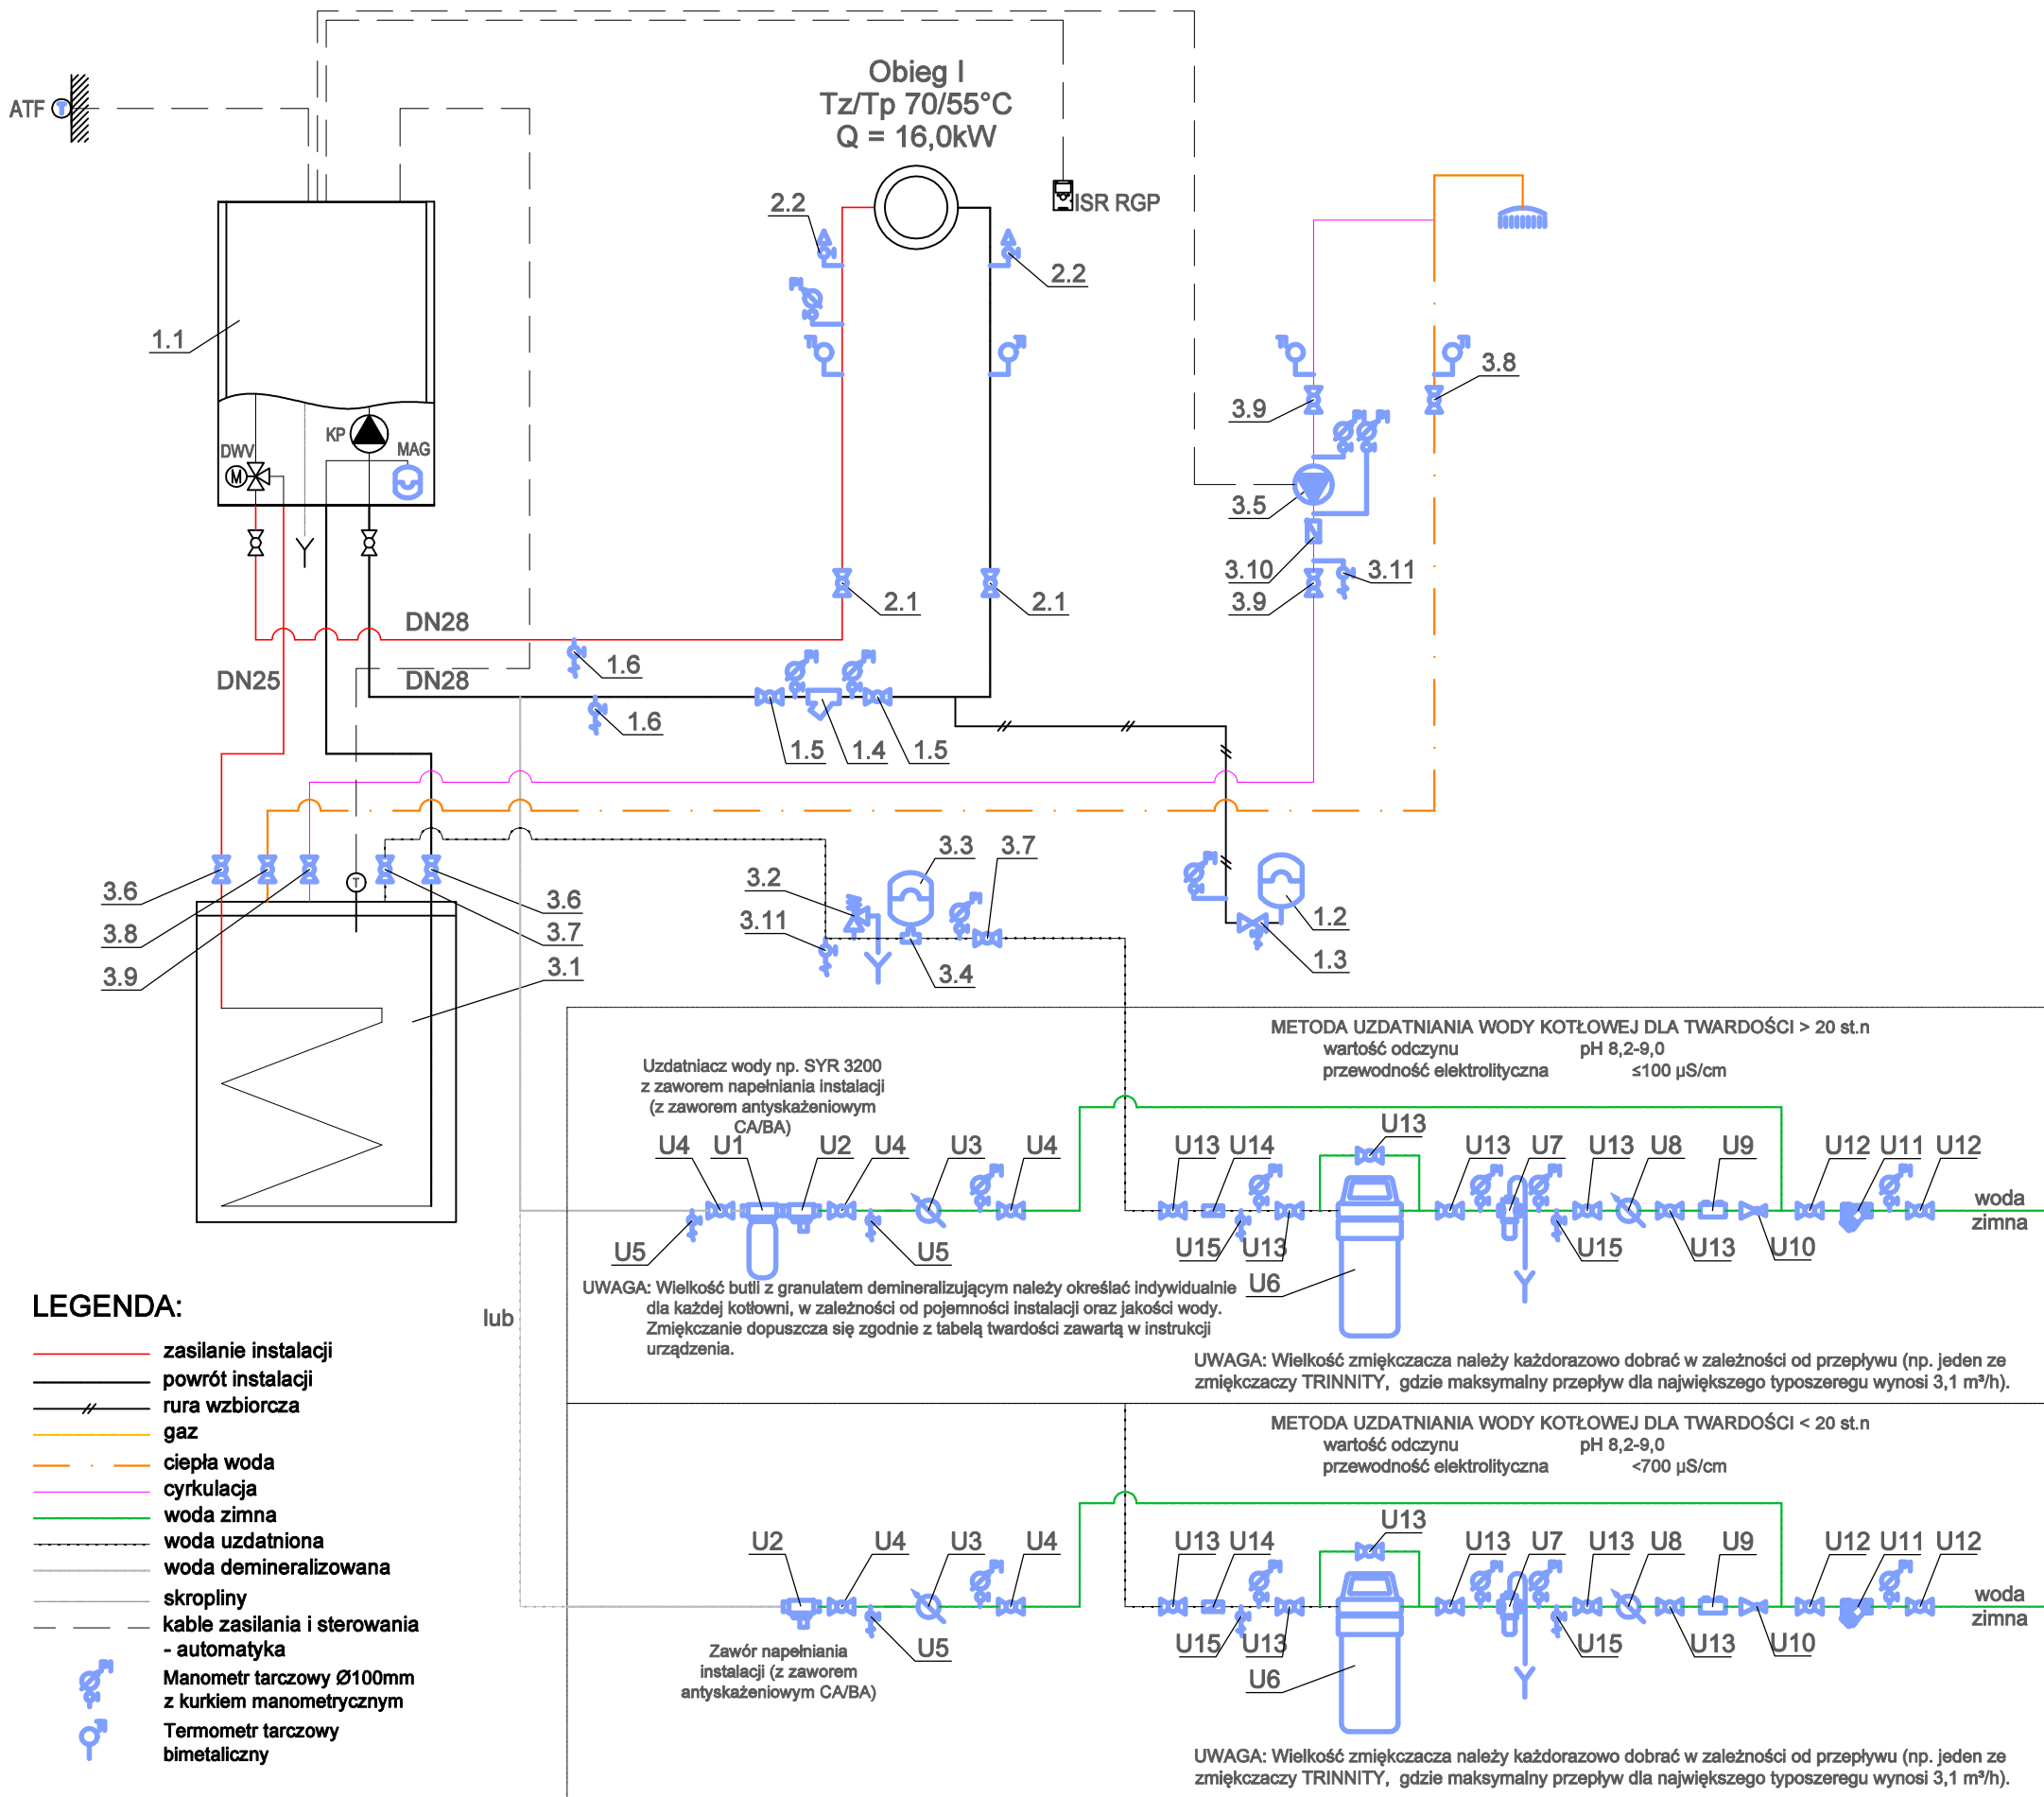 Obieg I
Tz/Tp 70/55°C
Q = 16,0kW
ATF
T
ISR RGP
2.2
2.2
1.1
3.8
3.9
KP
DWV
MAG
M
3.5
3.10
3.11
3.9
2.1
2.1
DN28
1.6
DN25
DN28
1.6
1.5
1.4
1.5
3.3
3.7
3.2
3.6
T
3.6
3.11
1.2
3.8
3.7
3.9
3.1
3.4
1.3
METODA UZDATNIANIA WODY KOTŁOWEJ DLA TWARDOŚCI > 20 st.n
wartość odczynu pH 8,2-9,0
przewodność elektrolityczna ≤100 µS/cm
Uzdatniacz wody np. SYR 3200
z zaworem napełniania instalacji
(z zaworem antyskażeniowym
CA/BA)
U13
U4 U1 U2 U4 U3 U4 U13 U14 U13 U7 U13 U8 U9 U12 U11 U12
woda
zimna
U5 U5 U15 U13 U15 U13 U10
U6
UWAGA: Wielkość butli z granulatem demineralizującym należy określać indywidualnie
dla każdej kotłowni, w zależności od pojemności instalacji oraz jakości wody.
Zmiękczanie dopuszcza się zgodnie z tabelą twardości zawartą w instrukcji
urządzenia.
lub
UWAGA: Wielkość zmiękczacza należy każdorazowo dobrać w zależności od przepływu (np. jeden ze
zmiękczaczy TRINNITY, gdzie maksymalny przepływ dla największego typoszeregu wynosi 3,1 m³/h).
METODA UZDATNIANIA WODY KOTŁOWEJ DLA TWARDOŚCI < 20 st.n
wartość odczynu pH 8,2-9,0
przewodność elektrolityczna <700 µS/cm
U13
U2 U4 U3 U4 U13 U14 U13 U7 U13 U8 U9 U12 U11 U12
woda
zimna
U5 U15 U13 U15 U13 U10
U6
Zawór napełniania
instalacji (z zaworem
antyskażeniowym CA/BA)
UWAGA: Wielkość zmiękczacza należy każdorazowo dobrać w zależności od przepływu (np. jeden ze
zmiękczaczy TRINNITY, gdzie maksymalny przepływ dla największego typoszeregu wynosi 3,1 m³/h).
LEGENDA:
zasilanie instalacji
powrót instalacji
rura wzbiorcza
gaz
ciepła woda
cyrkulacja
woda zimna
woda uzdatniona
woda demineralizowana
skropliny
kable zasilania i sterowania
- automatyka
Manometr tarczowy Ø100mm
z kurkiem manometrycznym
Termometr tarczowy
bimetaliczny